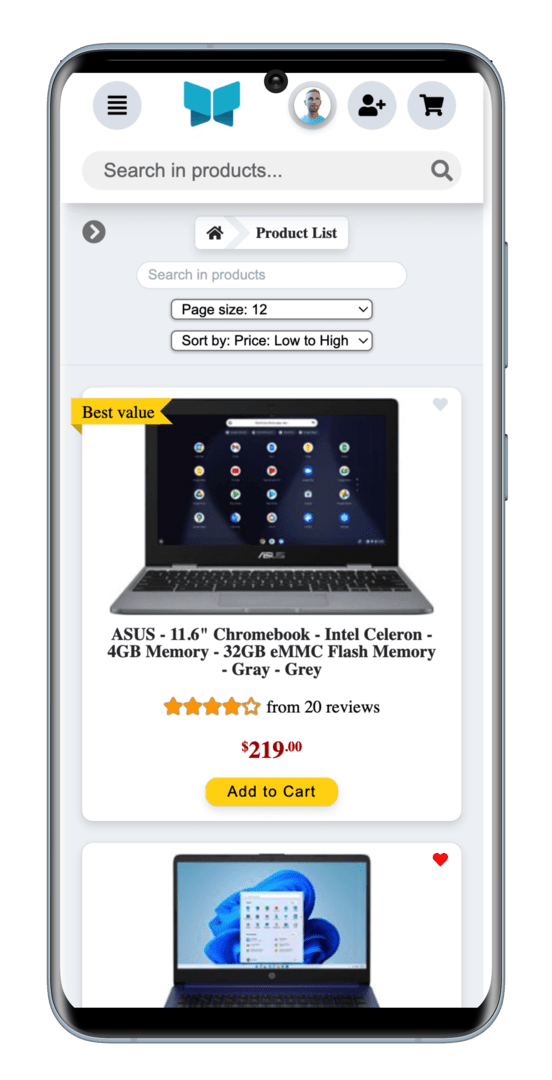 Search in products...
Product List
Search in products
Page size: 12
Sort by: Price: Low to High
Best value
ASUS
ASUS - 11.6" Chromebook - Intel Celeron -
4GB Memory - 32GB eMMC Flash Memory
- Gray - Grey
from 20 reviews
$219.00
Add to Cart